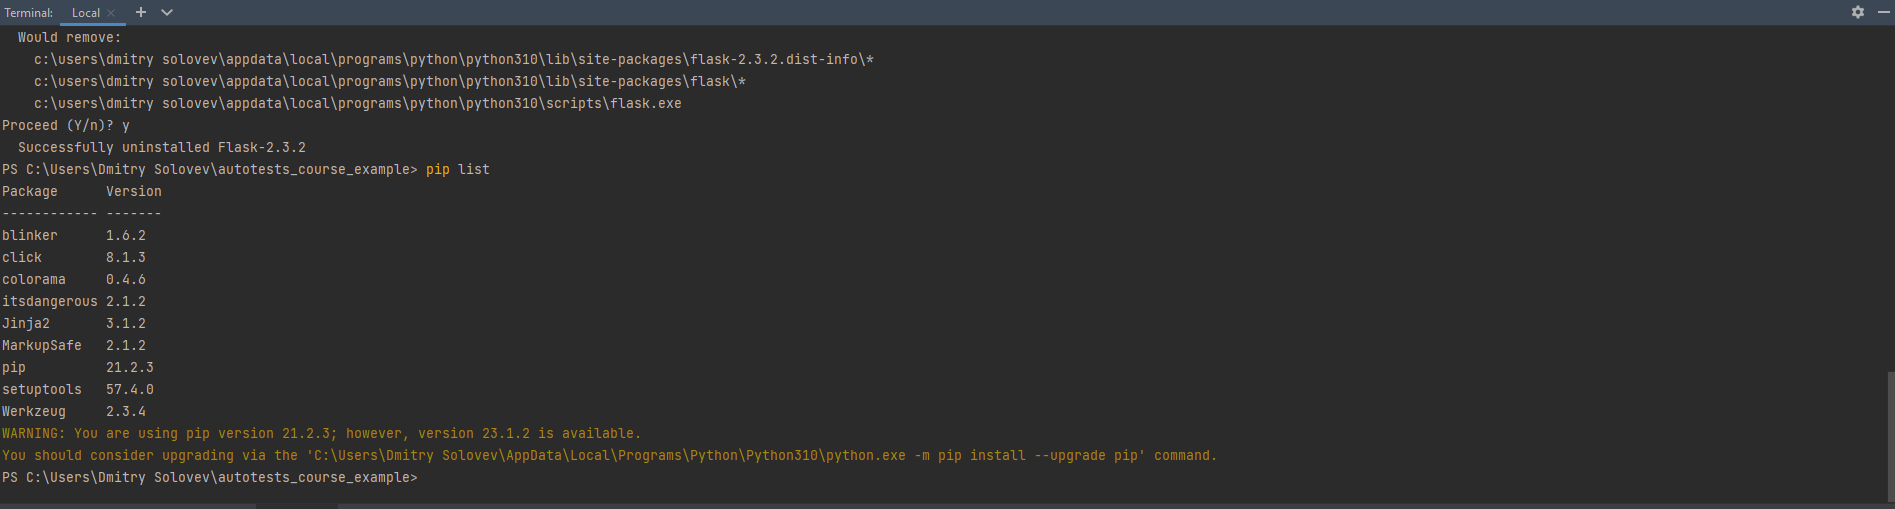 Terminal: Local
Would remove:
c:\users\dmitry solovev\appdata\local\programs\python\python310\lib\site-packages\flask-2.3.2.dist-info\*
c:\users\dmitry solovev\appdata\local\programs\python\python310\lib\site-packages\flask\*
c:\users\dmitry solovev\appdata\local\programs\python\python310\scripts\flask.exe
Proceed (Y/n)? y
Successfully uninstalled Flask-2.3.2
PS C:\Users\Dmitry Solovev\autotests_course_example> pip list
Package      Version
------------ -------
blinker      1.6.2
click        8.1.3
colorama     0.4.6
itsdangerous 2.1.2
Jinja2       3.1.2
MarkupSafe   2.1.2
pip          21.2.3
setuptools   57.4.0
Werkzeug     2.3.4
WARNING: You are using pip version 21.2.3; however, version 23.1.2 is available.
You should consider upgrading via the 'C:\Users\Dmitry Solovev\AppData\Local\Programs\Python\Python310\python.exe -m pip install --upgrade pip' command.
PS C:\Users\Dmitry Solovev\autotests_course_example>